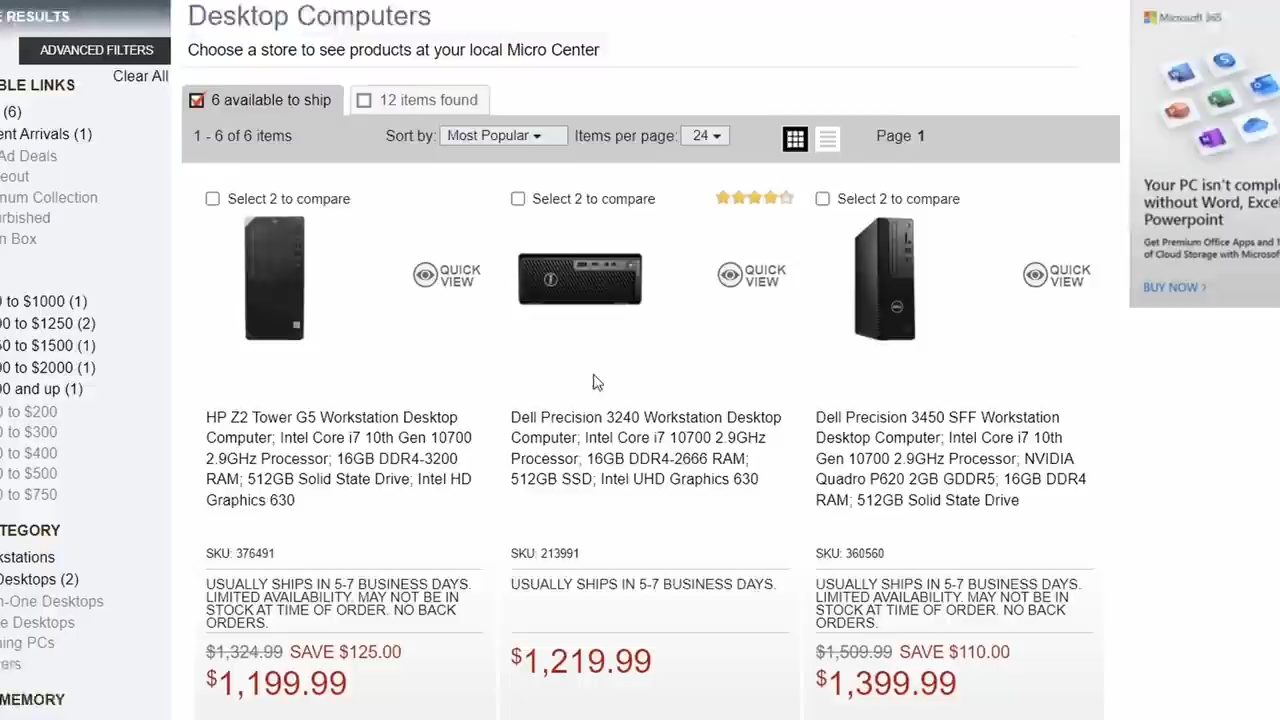 E RESULTS
ADVANCED FILTERS
Clear All
BLE LINKS
(6)
ent Arrivals (1)
Ad Deals
eout
num Collection
urbished
n Box
0 to $1000 (1)
00 to $1250 (2)
50 to $1500 (1)
00 to $2000 (1)
00 and up (1)
0 to $200
0 to $300
0 to $400
0 to $500
0 to $750
TEGORY
kstations
Desktops (2)
n-One Desktops
e Desktops
ing PCs
ers
MEMORY
Desktop Computers
Choose a store to see products at your local Micro Center
6 available to ship
12 items found
1 - 6 of 6 items
Sort by: Most Popular
Items per page: 24
Page 1
Select 2 to compare
QUICK
VIEW
HP Z2 Tower G5 Workstation Desktop
Computer; Intel Core i7 10th Gen 10700
2.9GHz Processor; 16GB DDR4-3200
RAM; 512GB Solid State Drive; Intel HD
Graphics 630
SKU: 376491
USUALLY SHIPS IN 5-7 BUSINESS DAYS.
LIMITED AVAILABILITY. MAY NOT BE IN
STOCK AT TIME OF ORDER. NO BACK
ORDERS.
$1,324.99 SAVE $125.00
$1,199.99
Select 2 to compare
QUICK
VIEW
Dell Precision 3240 Workstation Desktop
Computer; Intel Core i7 10700 2.9GHz
Processor; 16GB DDR4-2666 RAM;
512GB SSD; Intel UHD Graphics 630
SKU: 213991
USUALLY SHIPS IN 5-7 BUSINESS DAYS.
$1,219.99
Select 2 to compare
QUICK
VIEW
Dell Precision 3450 SFF Workstation
Desktop Computer; Intel Core i7 10th
Gen 10700 2.9GHz Processor; NVIDIA
Quadro P620 2GB GDDR5; 16GB DDR4
RAM; 512GB Solid State Drive
SKU: 360560
USUALLY SHIPS IN 5-7 BUSINESS DAYS.
LIMITED AVAILABILITY. MAY NOT BE IN
STOCK AT TIME OF ORDER. NO BACK
ORDERS.
$1,509.99 SAVE $110.00
$1,399.99
Microsoft 365
Your PC isn't comple
without Word, Exce
Powerpoint
Get Premium Office Apps and 1
of Cloud Storage with Microsof
BUY NOW >